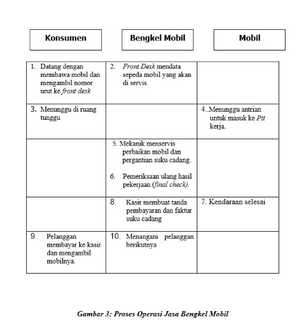 Konsumen
Bengkel Mobil
Mobil
1. Datang dengan
membawa mobil dan
mengambil nomor
urut ke front desk
2. Front Desk mendata
sepeda mobil yang akan
di servis.
3. Menunggu di ruang
tunggu
4. Menunggu antrian
untuk masuk ke Pit
kerja.
5. Mekanik menservis
perbaikan mobil dan
pergantian suku cadang.
6. Pemeriksaan ulang hasil
pekerjaan (final check).
8 Kasir membuat tanda
pembayaran dan faktur
suku cadang
7. Kendaraan selesai
9. Pelanggan
membayar ke kasir
dan mengambil
mobilnya.
10. Menangani pelanggan
berikutnya
Gambar 3: Proses Operasi Jasa Bengkel Mobil